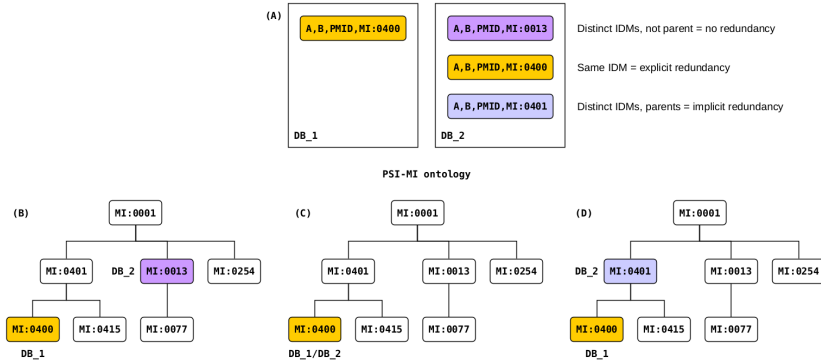 (A)
A,B,PMID,MI:0400
A,B,PMID,MI:0013
Distinct IDMs, not parent = no redundancy
A,B,PMID,MI:0400
Same IDM = explicit redundancy
A,B,PMID,MI:0401
Distinct IDMs, parents = implicit redundancy
DB_1
DB_2
PSI-MI ontology
(B)
MI:0001
MI:0401
DB_2
MI:0013
MI:0254
MI:0400
MI:0415
MI:0077
DB_1
(C)
MI:0001
MI:0401
MI:0013
MI:0254
MI:0400
MI:0415
MI:0077
DB_1/DB_2
(D)
MI:0001
DB_2
MI:0401
MI:0013
MI:0254
MI:0400
MI:0415
MI:0077
DB_1